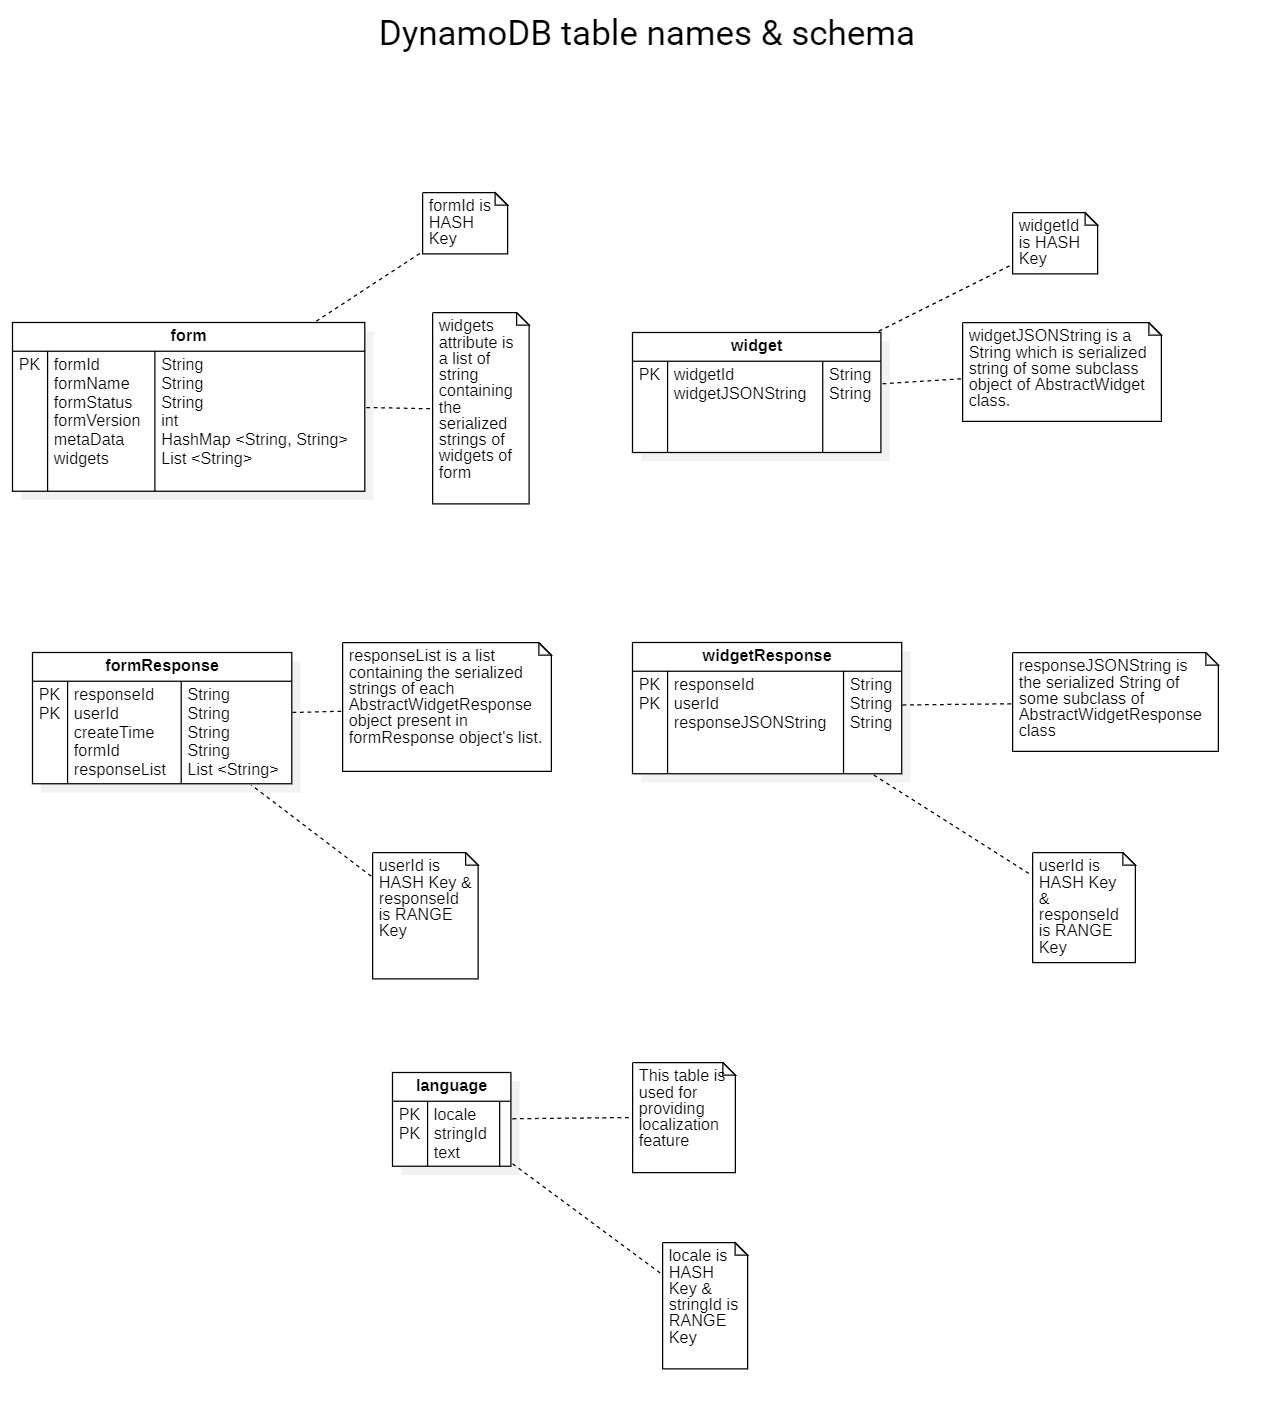 DynamoDB table names & schema
formId is
HASH
Key
widgetId
is HASH
Key
form
PK formId String
formName String
formStatus String
formVersion int
metaData HashMap <String, String>
widgets List <String>
widgets
attribute is
a list of
string
containing
the
serialized
strings of
widgets of
form
widget
PK widgetId String
widgetJSONString String
widgetJSONString is a
String which is serialized
string of some subclass
object of AbstractWidget
class.
formResponse
PK responseId String
PK userId String
createTime String
formId String
responseList List <String>
responseList is a list
containing the serialized
strings of each
AbstractWidgetResponse
object present in
formResponse object's list.
widgetResponse
PK responseId String
PK userId String
responseJSONString String
responseJSONString is
the serialized String of
some subclass of
AbstractWidgetResponse
class
userId is
HASH Key &
responseId
is RANGE
Key
userId is
HASH Key
&
responseId
is RANGE
Key
language
PK locale
PK stringId
text
This table is
used for
providing
localization
feature
locale is
HASH
Key &
stringId is
RANGE
Key